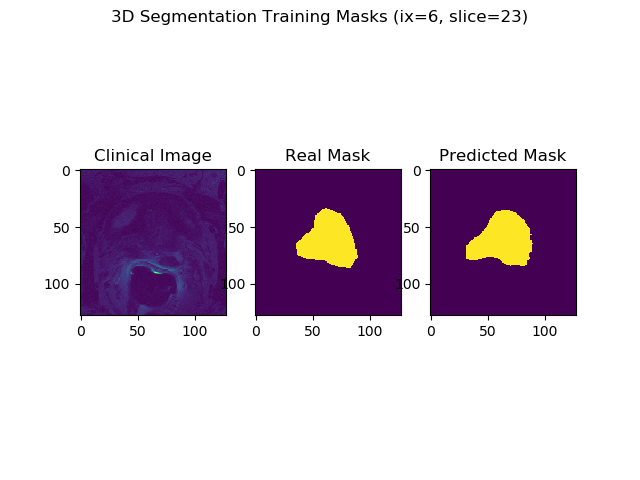 3D Segmentation Training Masks (ix=6, slice=23)
Clinical Image Real Mask Predicted Mask
0 0 0
50 50 50
100 100 100
0 50 100 0 50 100 0 50 100